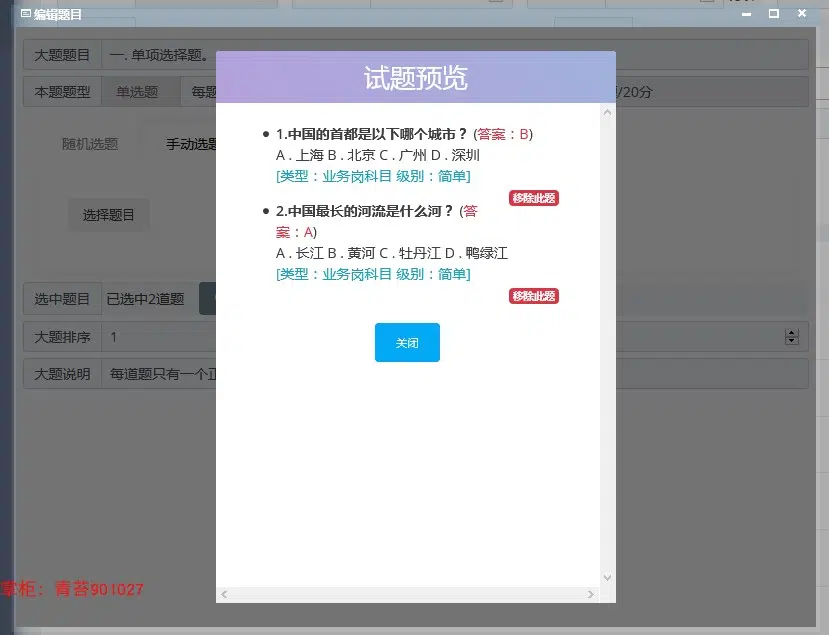 编辑题目
大题题目 一. 单项选择题。
本题题型 单选题 每题 /20分
随机选题 手动选题
选择题目
选中题目 已选中2道题
大题排序 1
大题说明 每道题只有一个正
试题预览
1.中国的首都是以下哪个城市？ (答案：B)
A . 上海 B . 北京 C . 广州 D . 深圳
[类型：业务岗科目 级别：简单]
移除此题
2.中国最长的河流是什么河？ (答
案：A)
A . 长江 B . 黄河 C . 牡丹江 D . 鸭绿江
[类型：业务岗科目 级别：简单]
移除此题
关闭
掌柜：青苔901027